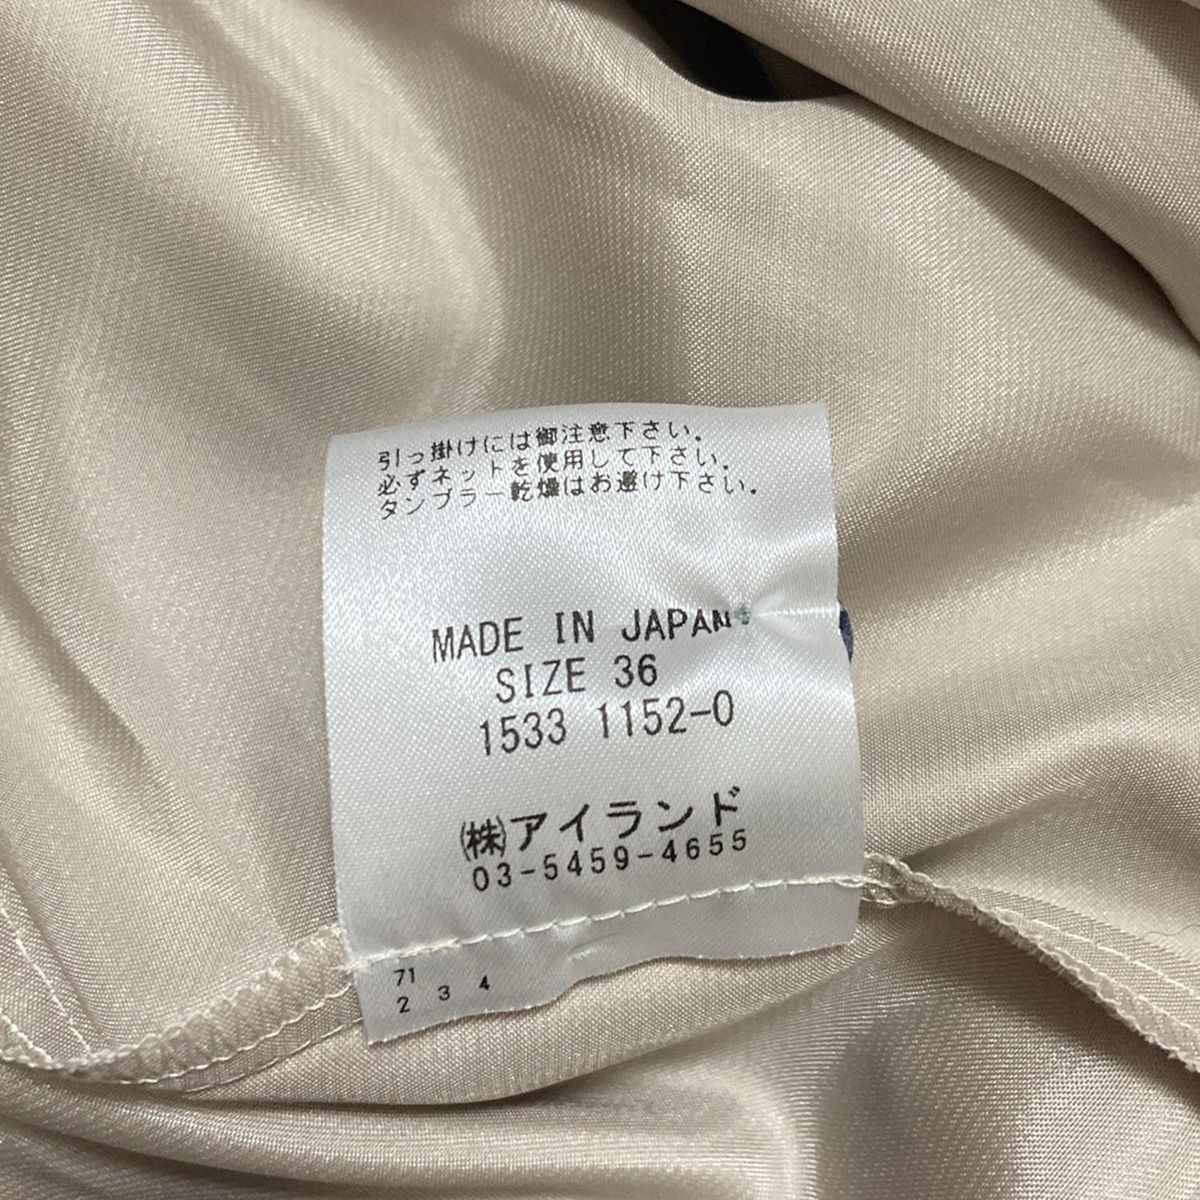 引っ掛けには御注意下さい。
必ずネットを使用して下さい。
タンブラー乾燥はお避け下さい。
MADE IN JAPAN
SIZE 36
1533 1152-0
㈱アイランド
03-5459-4655
71
2 3 4